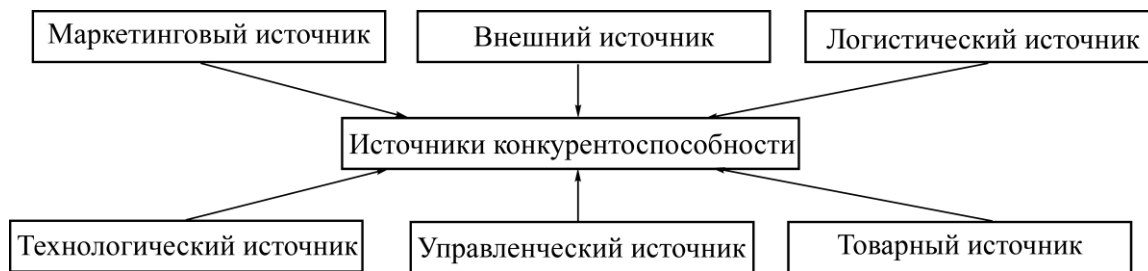 Маркетинговый источник
Внешний источник
Логистический источник
Источники конкурентоспособности
Технологический источник
Управленческий источник
Товарный источник